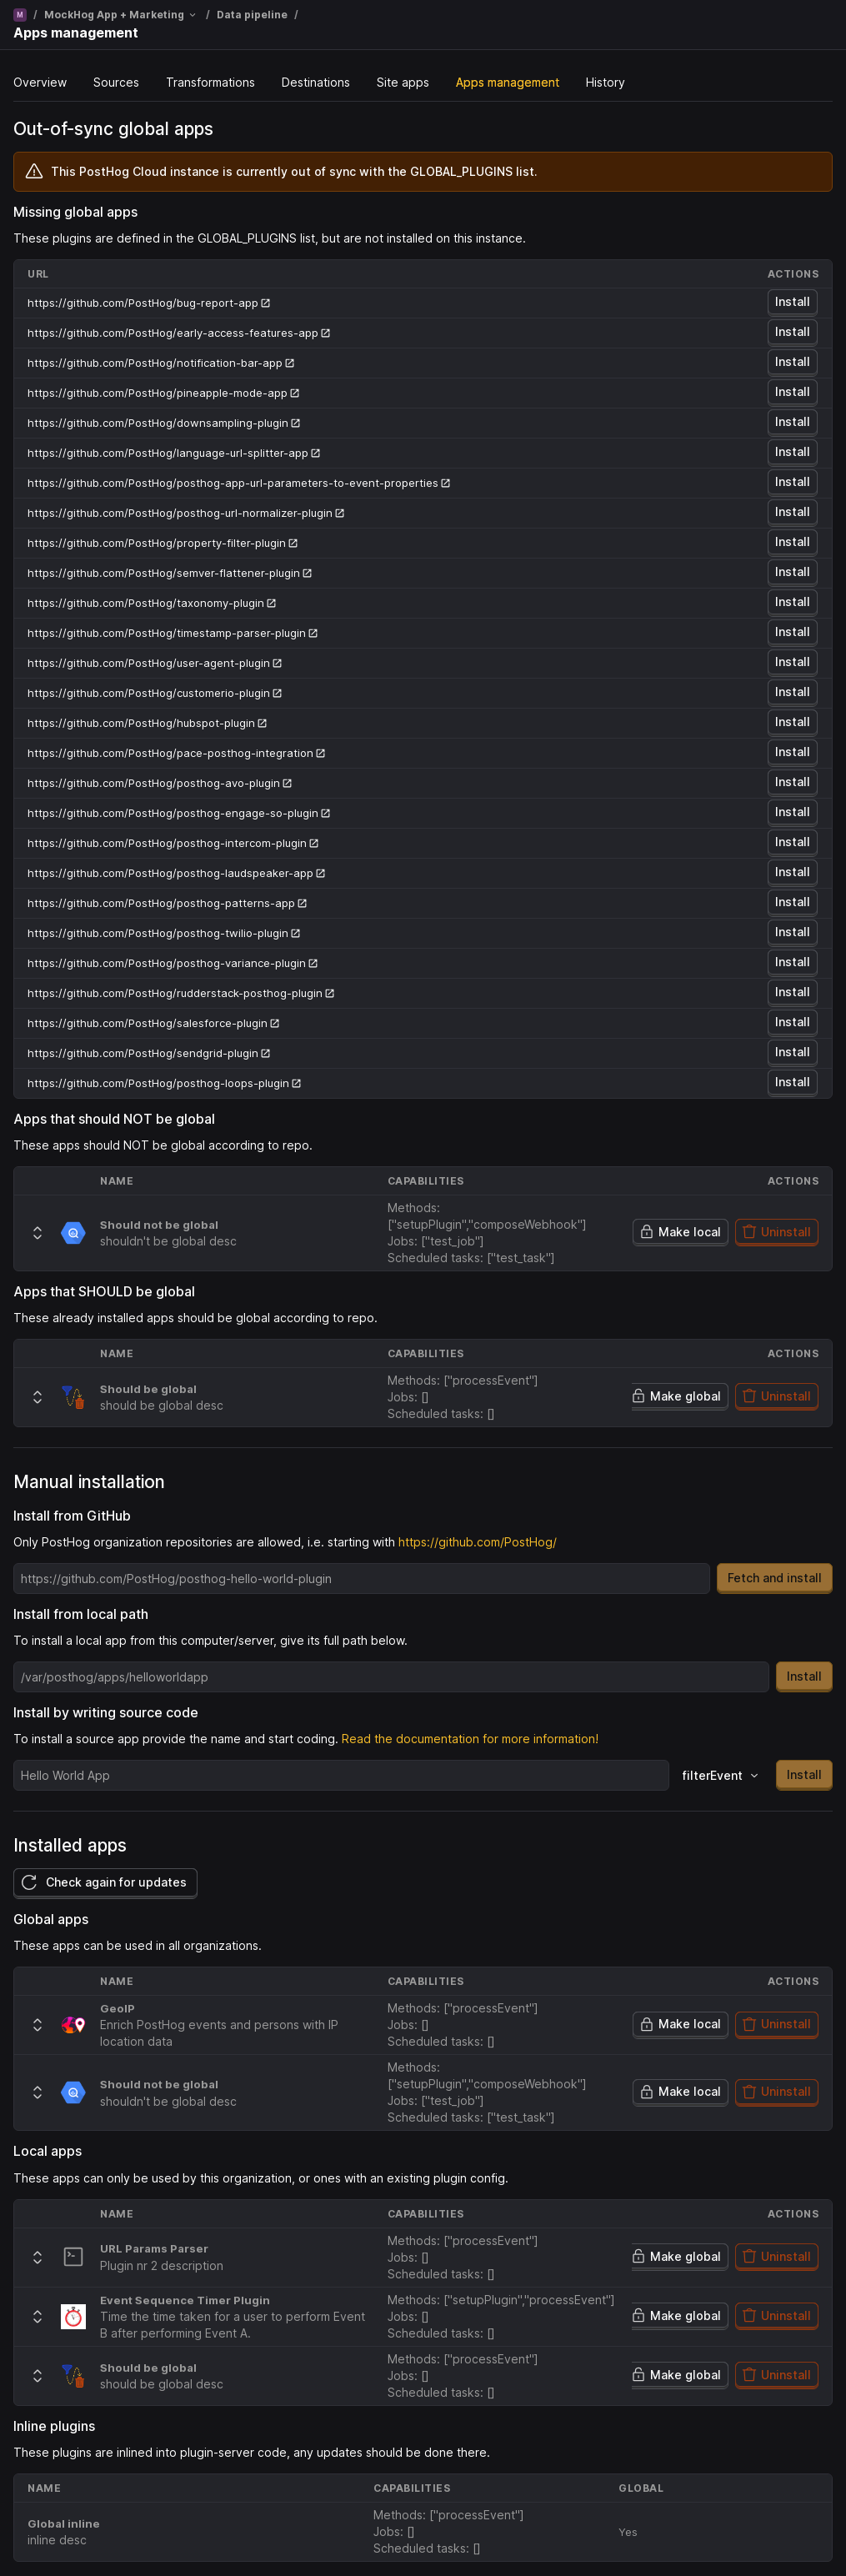 M / MockHog App + Marketing / Data pipeline /
Apps management
Overview Sources Transformations Destinations Site apps Apps management History
Out-of-sync global apps
This PostHog Cloud instance is currently out of sync with the GLOBAL_PLUGINS list.
Missing global apps
These plugins are defined in the GLOBAL_PLUGINS list, but are not installed on this instance.
URL ACTIONS
https://github.com/PostHog/bug-report-app Install
https://github.com/PostHog/early-access-features-app Install
https://github.com/PostHog/notification-bar-app Install
https://github.com/PostHog/pineapple-mode-app Install
https://github.com/PostHog/downsampling-plugin Install
https://github.com/PostHog/language-url-splitter-app Install
https://github.com/PostHog/posthog-app-url-parameters-to-event-properties Install
https://github.com/PostHog/posthog-url-normalizer-plugin Install
https://github.com/PostHog/property-filter-plugin Install
https://github.com/PostHog/semver-flattener-plugin Install
https://github.com/PostHog/taxonomy-plugin Install
https://github.com/PostHog/timestamp-parser-plugin Install
https://github.com/PostHog/user-agent-plugin Install
https://github.com/PostHog/customerio-plugin Install
https://github.com/PostHog/hubspot-plugin Install
https://github.com/PostHog/pace-posthog-integration Install
https://github.com/PostHog/posthog-avo-plugin Install
https://github.com/PostHog/posthog-engage-so-plugin Install
https://github.com/PostHog/posthog-intercom-plugin Install
https://github.com/PostHog/posthog-laudspeaker-app Install
https://github.com/PostHog/posthog-patterns-app Install
https://github.com/PostHog/posthog-twilio-plugin Install
https://github.com/PostHog/posthog-variance-plugin Install
https://github.com/PostHog/rudderstack-posthog-plugin Install
https://github.com/PostHog/salesforce-plugin Install
https://github.com/PostHog/sendgrid-plugin Install
https://github.com/PostHog/posthog-loops-plugin Install
Apps that should NOT be global
These apps should NOT be global according to repo.
NAME CAPABILITIES ACTIONS
Should not be global
shouldn't be global desc
Methods:
["setupPlugin","composeWebhook"]
Jobs: ["test_job"]
Scheduled tasks: ["test_task"]
Make local Uninstall
Apps that SHOULD be global
These already installed apps should be global according to repo.
NAME CAPABILITIES ACTIONS
Should be global
should be global desc
Methods: ["processEvent"]
Jobs: []
Scheduled tasks: []
Make global Uninstall
Manual installation
Install from GitHub
Only PostHog organization repositories are allowed, i.e. starting with https://github.com/PostHog/
https://github.com/PostHog/posthog-hello-world-plugin Fetch and install
Install from local path
To install a local app from this computer/server, give its full path below.
/var/posthog/apps/helloworldapp Install
Install by writing source code
To install a source app provide the name and start coding. Read the documentation for more information!
Hello World App filterEvent Install
Installed apps
Check again for updates
Global apps
These apps can be used in all organizations.
NAME CAPABILITIES ACTIONS
GeoIP
Enrich PostHog events and persons with IP
location data
Methods: ["processEvent"]
Jobs: []
Scheduled tasks: []
Make local Uninstall
Should not be global
shouldn't be global desc
Methods:
["setupPlugin","composeWebhook"]
Jobs: ["test_job"]
Scheduled tasks: ["test_task"]
Make local Uninstall
Local apps
These apps can only be used by this organization, or ones with an existing plugin config.
NAME CAPABILITIES ACTIONS
URL Params Parser
Plugin nr 2 description
Methods: ["processEvent"]
Jobs: []
Scheduled tasks: []
Make global Uninstall
Event Sequence Timer Plugin
Time the time taken for a user to perform Event
B after performing Event A.
Methods: ["setupPlugin","processEvent"]
Jobs: []
Scheduled tasks: []
Make global Uninstall
Should be global
should be global desc
Methods: ["processEvent"]
Jobs: []
Scheduled tasks: []
Make global Uninstall
Inline plugins
These plugins are inlined into plugin-server code, any updates should be done there.
NAME CAPABILITIES GLOBAL
Global inline
inline desc
Methods: ["processEvent"]
Jobs: []
Scheduled tasks: []
Yes